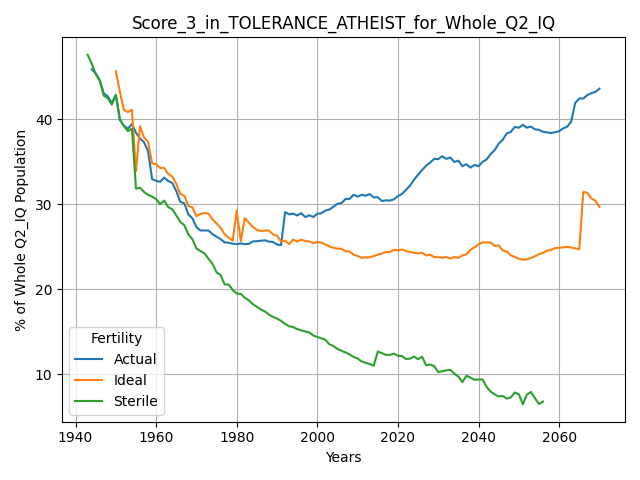 Score_3_in_TOLERANCE_ATHEIST_for_Whole_Q2_IQ
% of Whole Q2_IQ Population
40
30
20
10
Fertility
Actual
Ideal
Sterile
1940 1960 1980 2000 2020 2040 2060
Years